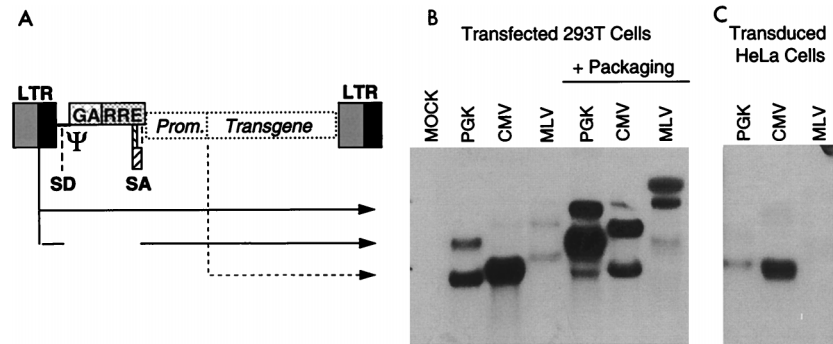 A
LTR
LTR
GA RRE
Prom.
Transgene
Ψ
SD
SA
B
Transfected 293T Cells
+ Packaging
MOCK
PGK
CMV
MLV
PGK
CMV
MLV
C
Transduced
HeLa Cells
PGK
CMV
MLV